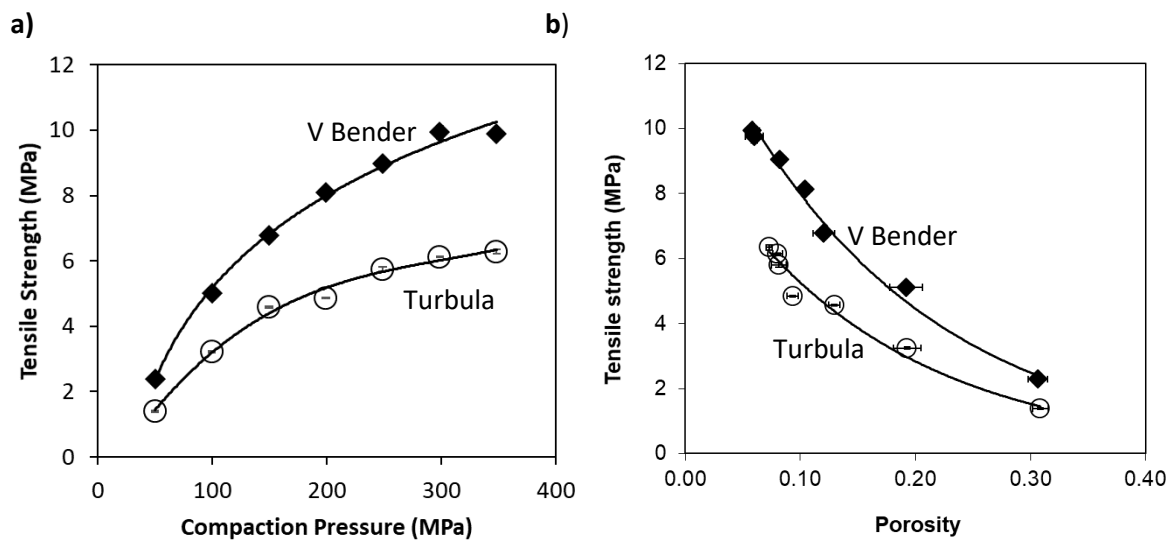 a)
Tensile Strength (MPa)
12
10
8
6
4
2
0
V Bender
Turbula
0 100 200 300 400
Compaction Pressure (MPa)
b)
Tensile strength (MPa)
12
10
8
6
4
2
0
V Bender
Turbula
0.00 0.10 0.20 0.30 0.40
Porosity